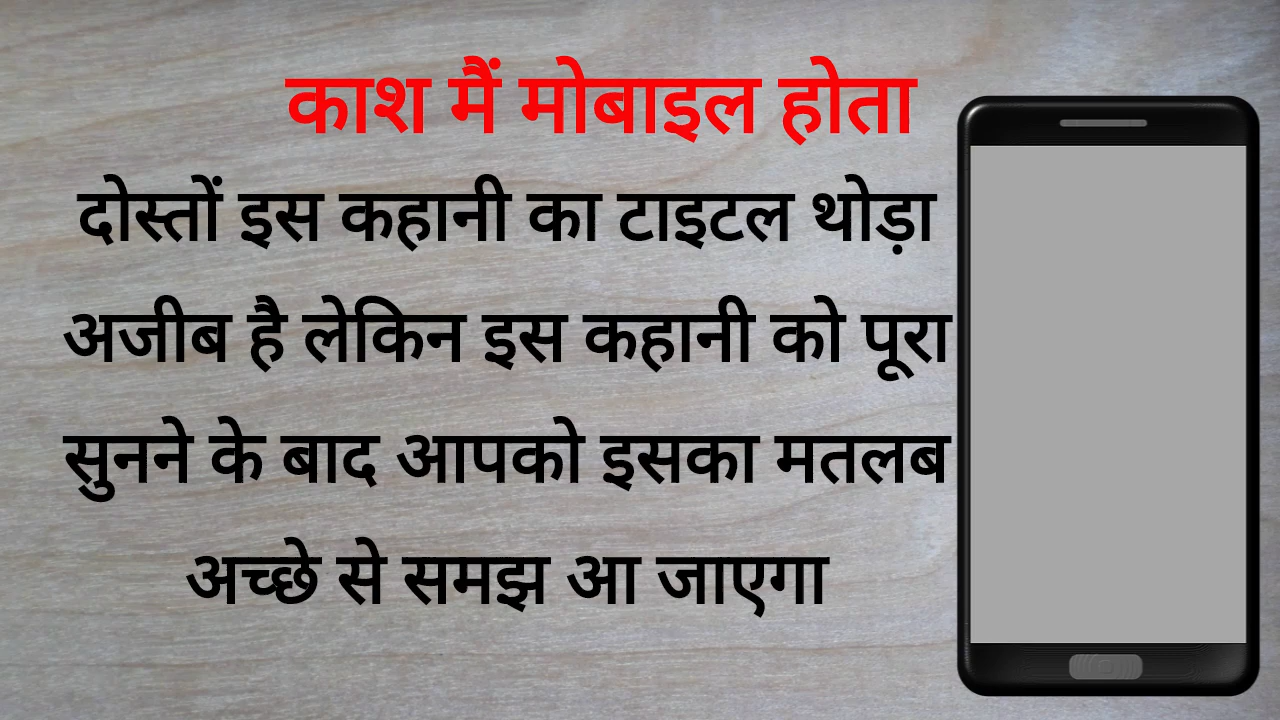 काश मैं मोबाइल होता
दोस्तों इस कहानी का टाइटल थोड़ा
अजीब है लेकिन इस कहानी को पूरा
सुनने के बाद आपको इसका मतलब
अच्छे से समझ आ जाएगा